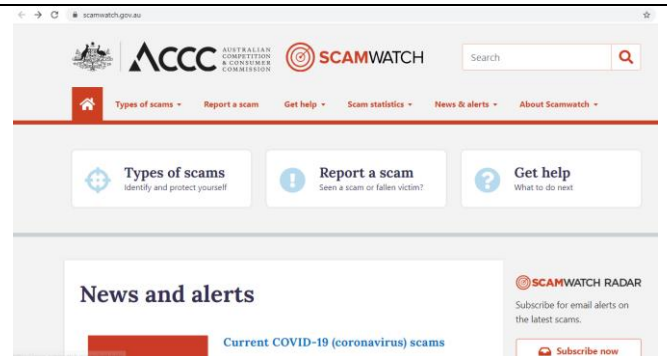 scamwatch.gov.au
ACCC
AUSTRALIAN
COMPETITION
& CONSUMER
COMMISSION
SCAMWATCH
Search
Types of scams
Report a scam
Get help
Scam statistics
News & alerts
About Scamwatch
Types of scams
Identify and protect yourself
Report a scam
Seen a scam or fallen victim?
Get help
What to do next
News and alerts
Current COVID-19 (coronavirus) scams
SCAMWATCH RADAR
Subscribe for email alerts on
the latest scams.
Subscribe now